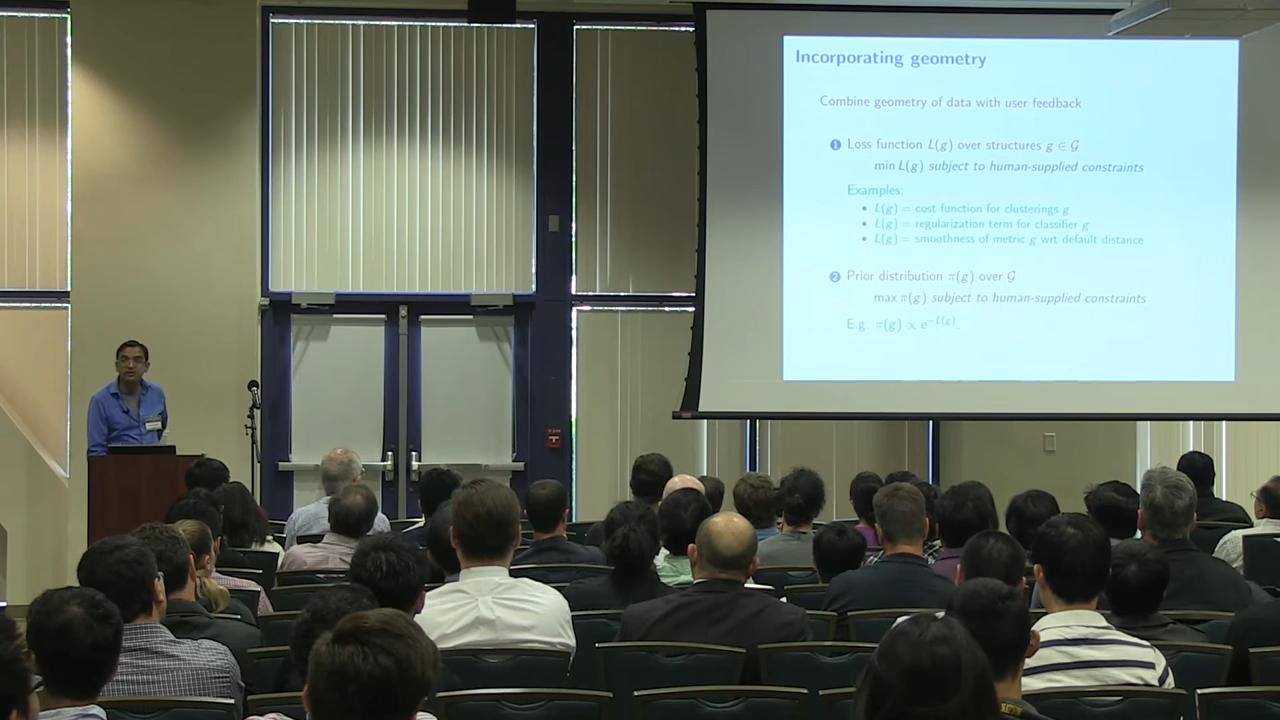 Incorporating geometry
Combine geometry of data with user feedback
1 Loss function L(g) over structures g ∈ 𝒢
min L(g) subject to human-supplied constraints
Examples:
• L(g) = cost function for clusterings g
• L(g) = regularization term for classifier g
• L(g) = smoothness of metric g wrt default distance
2 Prior distribution π(g) over 𝒢
max π(g) subject to human-supplied constraints
E.g. π(g) ∝ e^{-L(g)}.